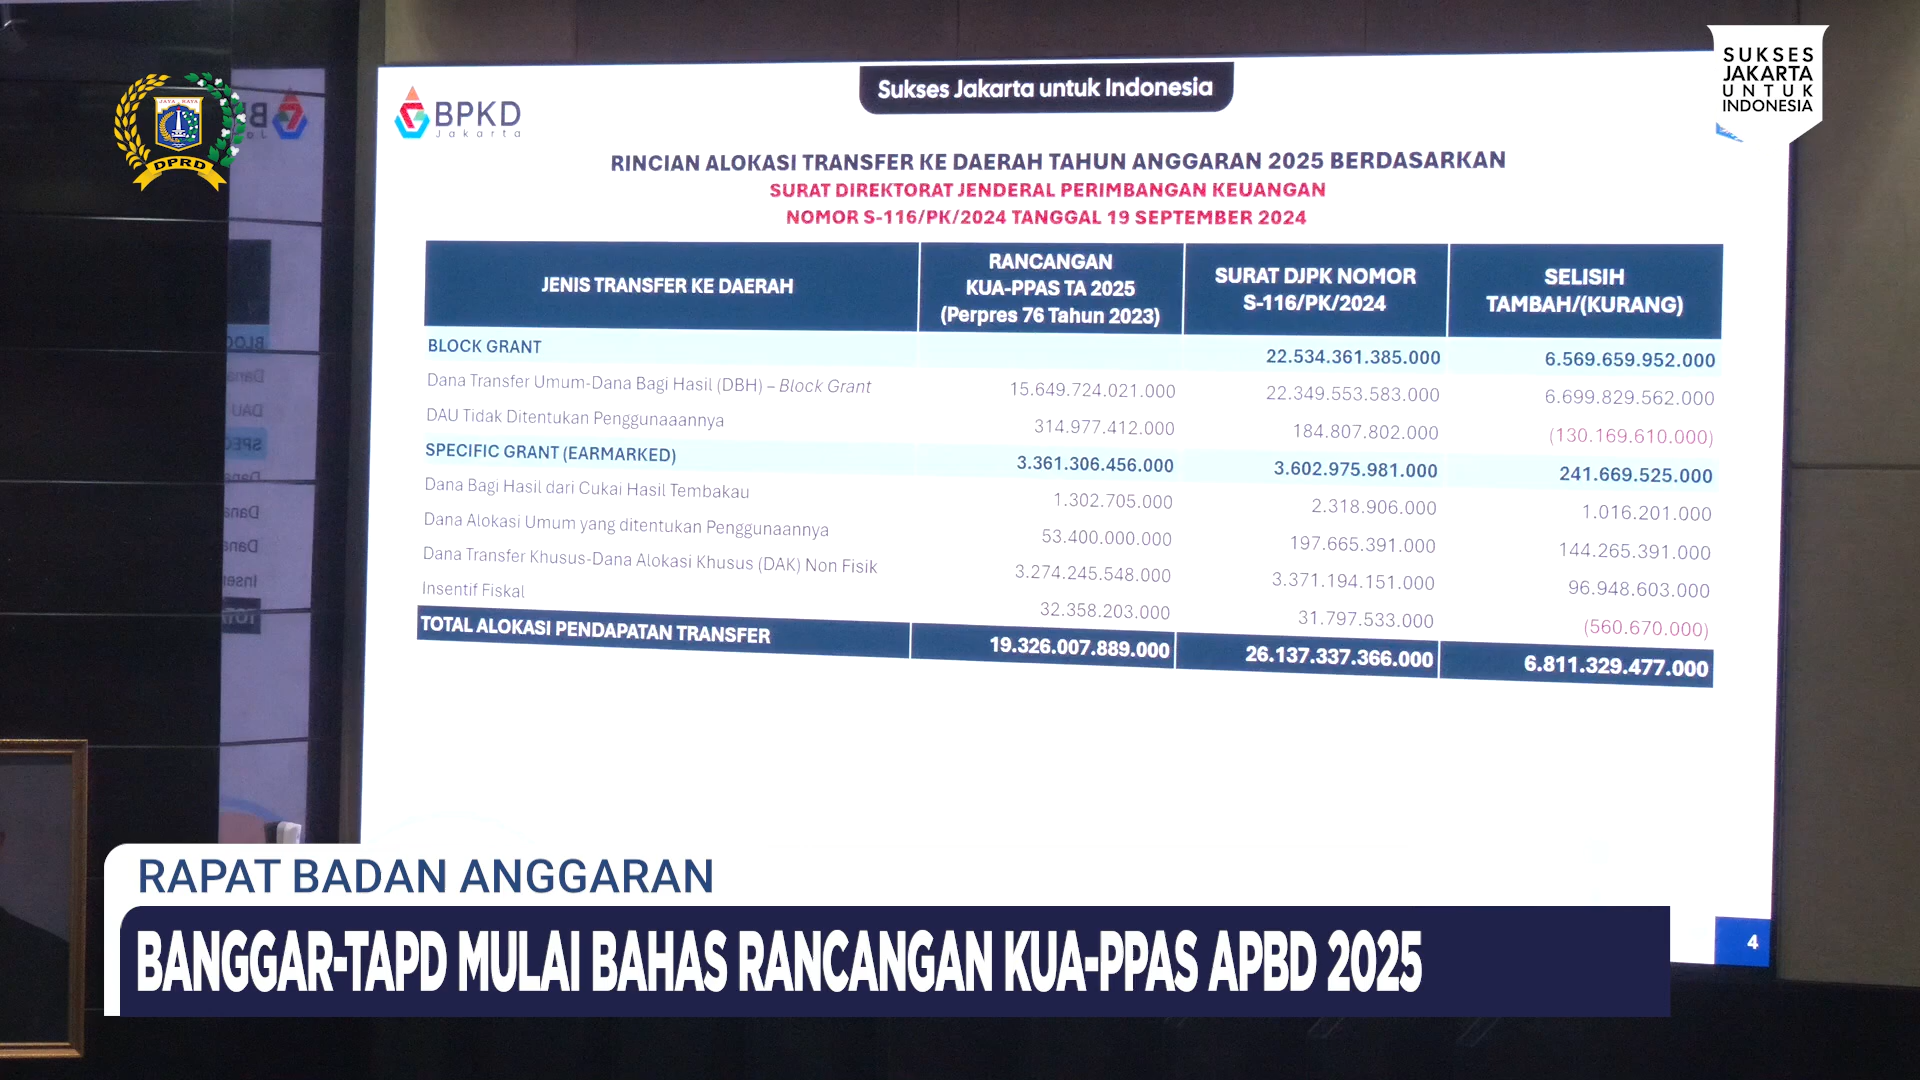 Sukses Jakarta untuk Indonesia
SUKSES
JAKARTA
UNTUK
INDONESIA
JAYA RAYA
DPRD
BPKD
Jakarta
RINCIAN ALOKASI TRANSFER KE DAERAH TAHUN ANGGARAN 2025 BERDASARKAN
SURAT DIREKTORAT JENDERAL PERIMBANGAN KEUANGAN
NOMOR S-116/PK/2024 TANGGAL 19 SEPTEMBER 2024
JENIS TRANSFER KE DAERAH
RANCANGAN
KUA-PPAS TA 2025
(Perpres 76 Tahun 2023)
SURAT DJPK NOMOR
S-116/PK/2024
SELISIH
TAMBAH/(KURANG)
BLOCK GRANT 22.534.361.385.000 6.569.659.952.000
Dana Transfer Umum-Dana Bagi Hasil (DBH) – Block Grant 15.649.724.021.000 22.349.553.583.000 6.699.829.562.000
DAU Tidak Ditentukan Penggunaaannya 314.977.412.000 184.807.802.000 (130.169.610.000)
SPECIFIC GRANT (EARMARKED) 3.361.306.456.000 3.602.975.981.000 241.669.525.000
Dana Bagi Hasil dari Cukai Hasil Tembakau 1.302.705.000 2.318.906.000 1.016.201.000
Dana Alokasi Umum yang ditentukan Penggunaannya 53.400.000.000 197.665.391.000 144.265.391.000
Dana Transfer Khusus-Dana Alokasi Khusus (DAK) Non Fisik 3.274.245.548.000 3.371.194.151.000 96.948.603.000
Insentif Fiskal 32.358.203.000 31.797.533.000 (560.670.000)
TOTAL ALOKASI PENDAPATAN TRANSFER 19.326.007.889.000 26.137.337.366.000 6.811.329.477.000
4
RAPAT BADAN ANGGARAN
BANGGAR-TAPD MULAI BAHAS RANCANGAN KUA-PPAS APBD 2025